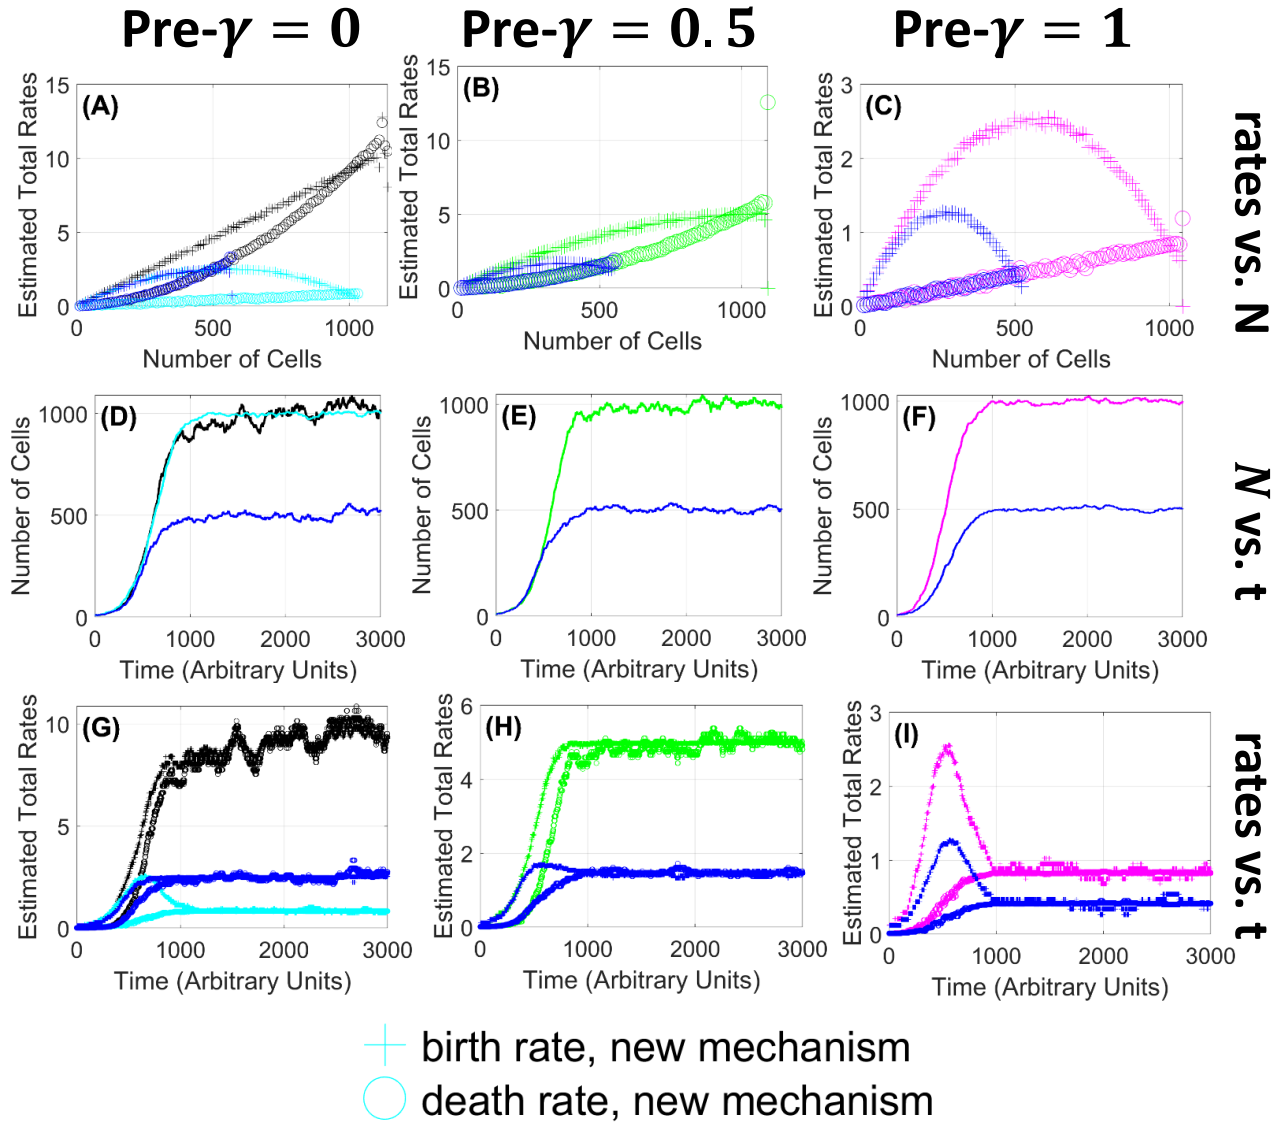 Pre-γ = 0
Pre-γ = 0.5
Pre-γ = 1
(A)
Estimated Total Rates
15
10
5
0
0
500
1000
Number of Cells
(B)
Estimated Total Rates
15
10
5
0
0
500
1000
Number of Cells
(C)
Estimated Total Rates
3
2
1
0
0
500
1000
Number of Cells
rates vs. N
(D)
Number of Cells
1000
500
0
0
1000
2000
3000
Time (Arbitrary Units)
(E)
Number of Cells
1000
500
0
0
1000
2000
3000
Time (Arbitrary Units)
(F)
Number of Cells
1000
500
0
0
1000
2000
3000
Time (Arbitrary Units)
N vs. t
(G)
Estimated Total Rates
10
5
0
0
1000
2000
3000
Time (Arbitrary Units)
(H)
Estimated Total Rates
6
4
2
0
0
1000
2000
3000
Time (Arbitrary Units)
(I)
Estimated Total Rates
3
2
1
0
0
1000
2000
3000
Time (Arbitrary Units)
rates vs. t
birth rate, new mechanism
death rate, new mechanism